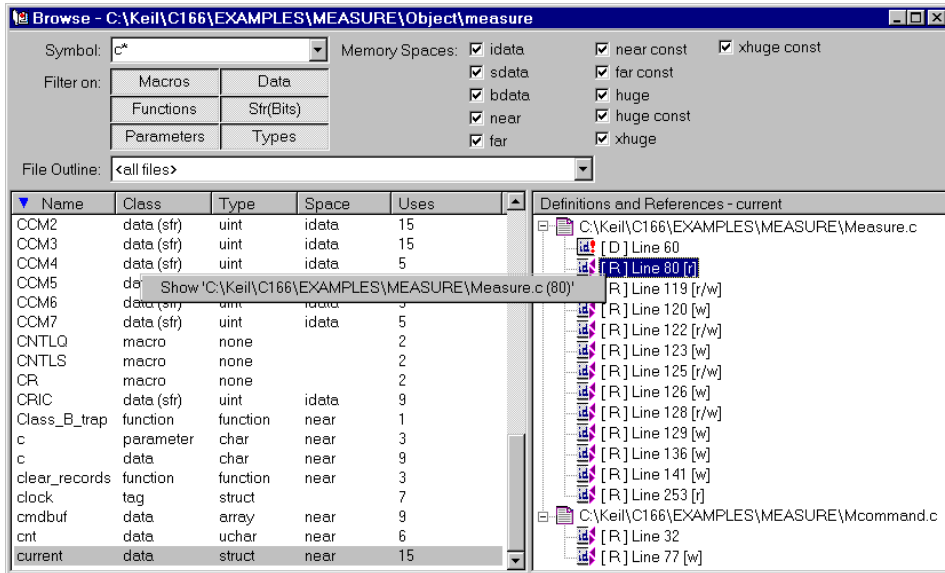 Browse - C:\Keil\C166\EXAMPLES\MEASURE\Object\measure
Symbol: c* Memory Spaces: idata near const xhuge const
sdata far const
Filter on: Macros Data bdata huge
Functions Sfr(Bits) near huge const
Parameters Types far xhuge
File Outline: <all files>
Name Class Type Space Uses
CCM2 data (sfr) uint idata 15
CCM3 data (sfr) uint idata 15
CCM4 data (sfr) uint idata 5
CCM5
Show 'C:\Keil\C166\EXAMPLES\MEASURE\Measure.c (80)'
CCM6 data (sfr) uint idata
CCM7 data (sfr) uint idata 5
CNTLQ macro none 2
CNTLS macro none 2
CR macro none 2
CRIC data (sfr) uint idata 9
Class_B_trap function function near 1
c parameter char near 3
c data char near 9
clear_records function function near 3
clock tag struct 7
cmdbuf data array near 9
cnt data uchar near 6
current data struct near 15
Definitions and References - current
C:\Keil\C166\EXAMPLES\MEASURE\Measure.c
[ D ] Line 60
[ R ] Line 80 [r]
[ R ] Line 119 [r/w]
[ R ] Line 120 [w]
[ R ] Line 122 [r/w]
[ R ] Line 123 [w]
[ R ] Line 125 [r/w]
[ R ] Line 126 [w]
[ R ] Line 128 [r/w]
[ R ] Line 129 [w]
[ R ] Line 136 [w]
[ R ] Line 141 [w]
[ R ] Line 253 [r]
C:\Keil\C166\EXAMPLES\MEASURE\Mcommand.c
[ R ] Line 32
[ R ] Line 77 [w]